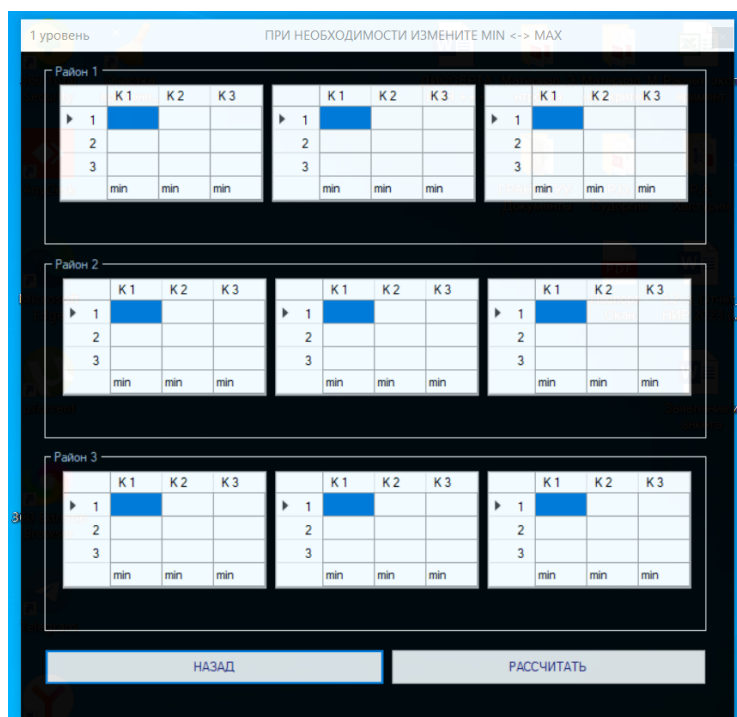 1 уровень ПРИ НЕОБХОДИМОСТИ ИЗМЕНИТЕ MIN <-> MAX
Район 1
K 1 K 2 K 3 K 1 K 2 K 3 K 1 K 2 K 3
1 1 1
2 2 2
3 3 3
min min min min min min min min min
Район 2
K 1 K 2 K 3 K 1 K 2 K 3 K 1 K 2 K 3
1 1 1
2 2 2
3 3 3
min min min min min min min min min
Район 3
K 1 K 2 K 3 K 1 K 2 K 3 K 1 K 2 K 3
1 1 1
2 2 2
3 3 3
min min min min min min min min min
НАЗАД РАССЧИТАТЬ